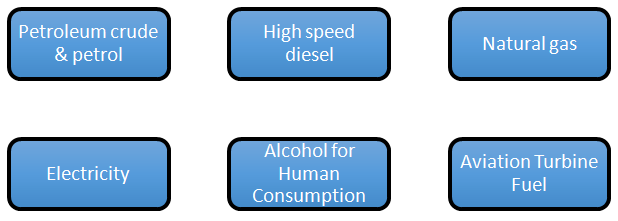 Petroleum crude
& petrol
High speed
diesel
Natural gas
Electricity
Alcohol for
Human
Consumption
Aviation Turbine
Fuel